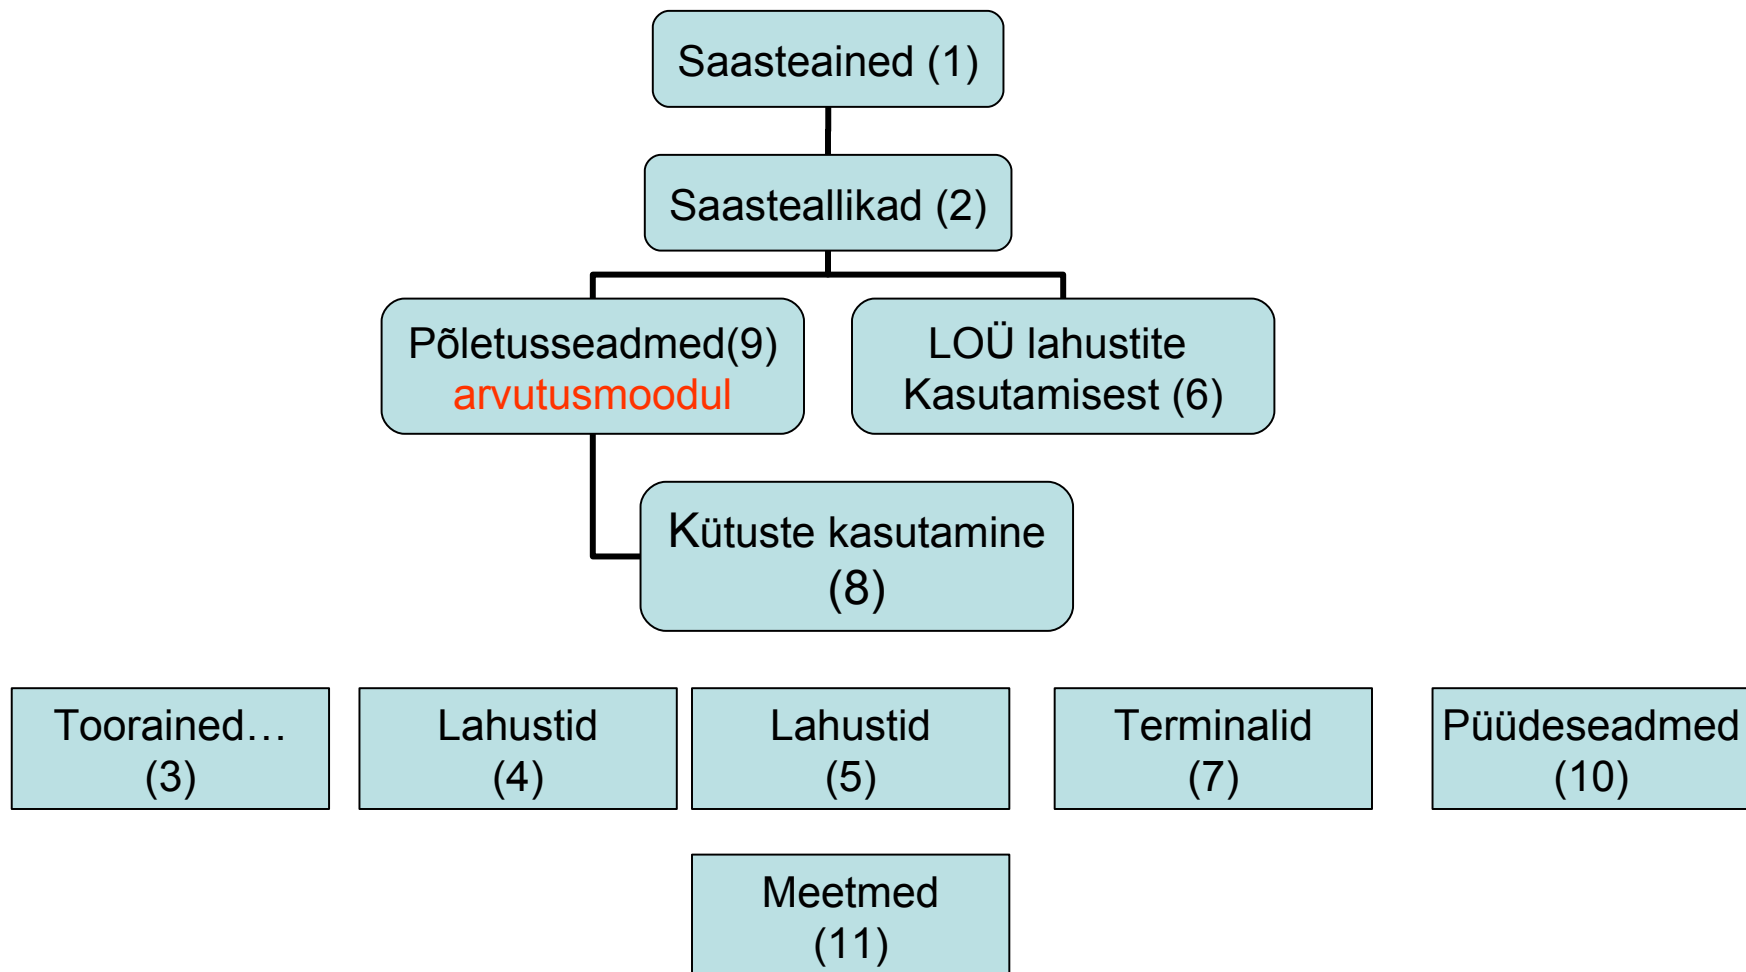 Saasteained (1)
Saasteallikad (2)
Põletusseadmed(9)
arvutusmoodul
LOÜ lahustite
Kasutamisest (6)
Kütuste kasutamine
(8)
Toorained…
(3)
Lahustid
(4)
Lahustid
(5)
Terminalid
(7)
Püüdeseadmed
(10)
Meetmed
(11)